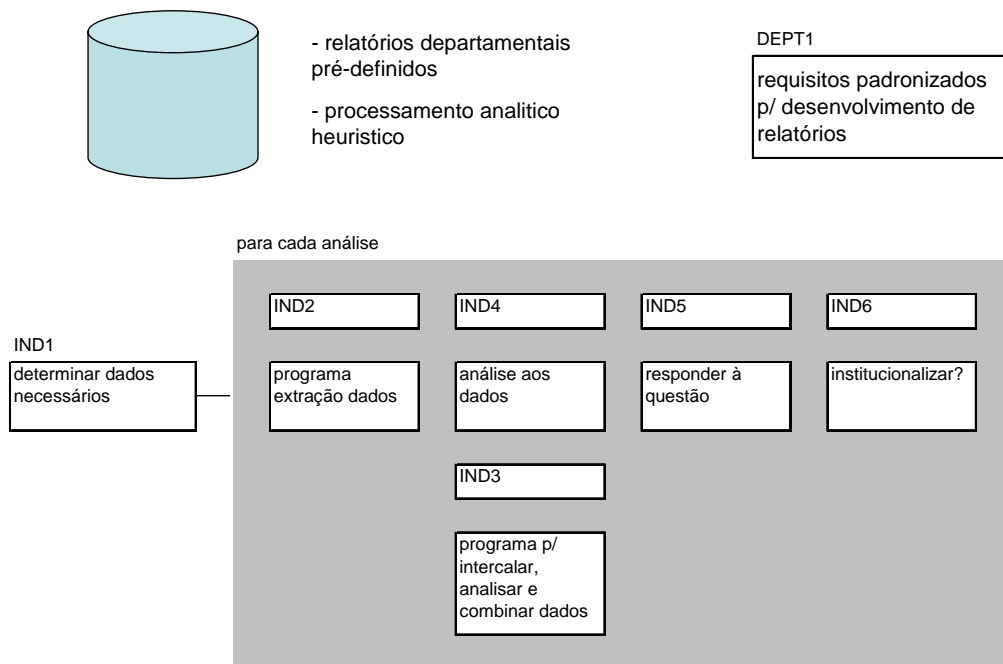 - relatórios departamentais
pré-definidos
- processamento analitico
heuristico
DEPT1
requisitos padronizados
p/ desenvolvimento de
relatórios
para cada análise
IND1
determinar dados
necessários
IND2
programa
extração dados
IND4
análise aos
dados
IND5
responder à
questão
IND6
institucionalizar?
IND3
programa p/
intercalar,
analisar e
combinar dados